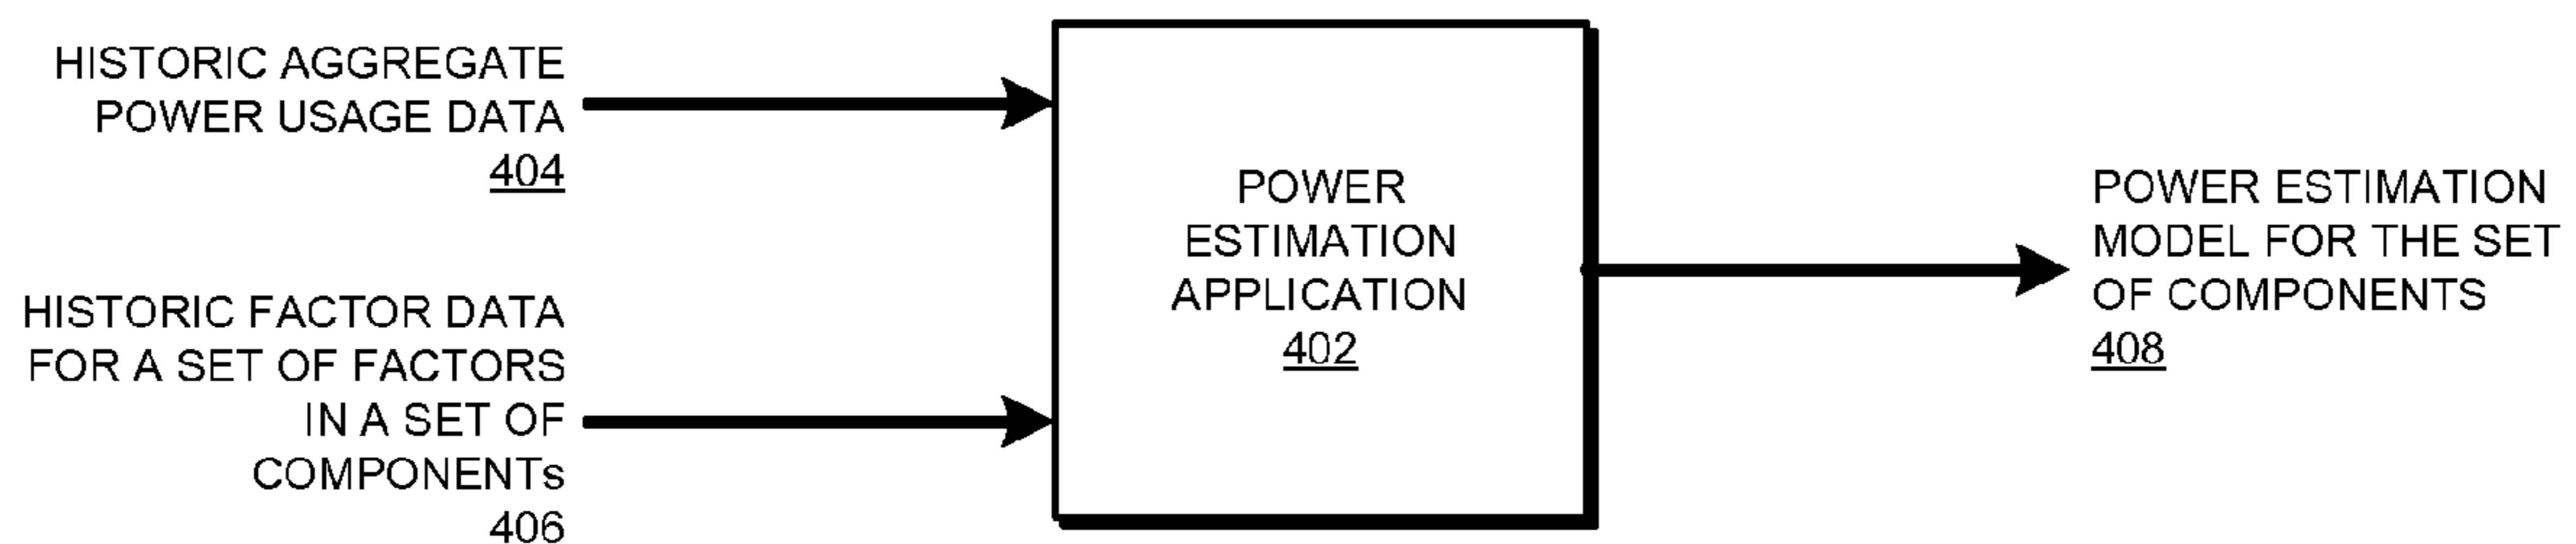 HISTORIC AGGREGATE
POWER USAGE DATA
404
HISTORIC FACTOR DATA
FOR A SET OF FACTORS
IN A SET OF
COMPONENTs
406
POWER
ESTIMATION
APPLICATION
402
POWER ESTIMATION
MODEL FOR THE SET
OF COMPONENTS
408